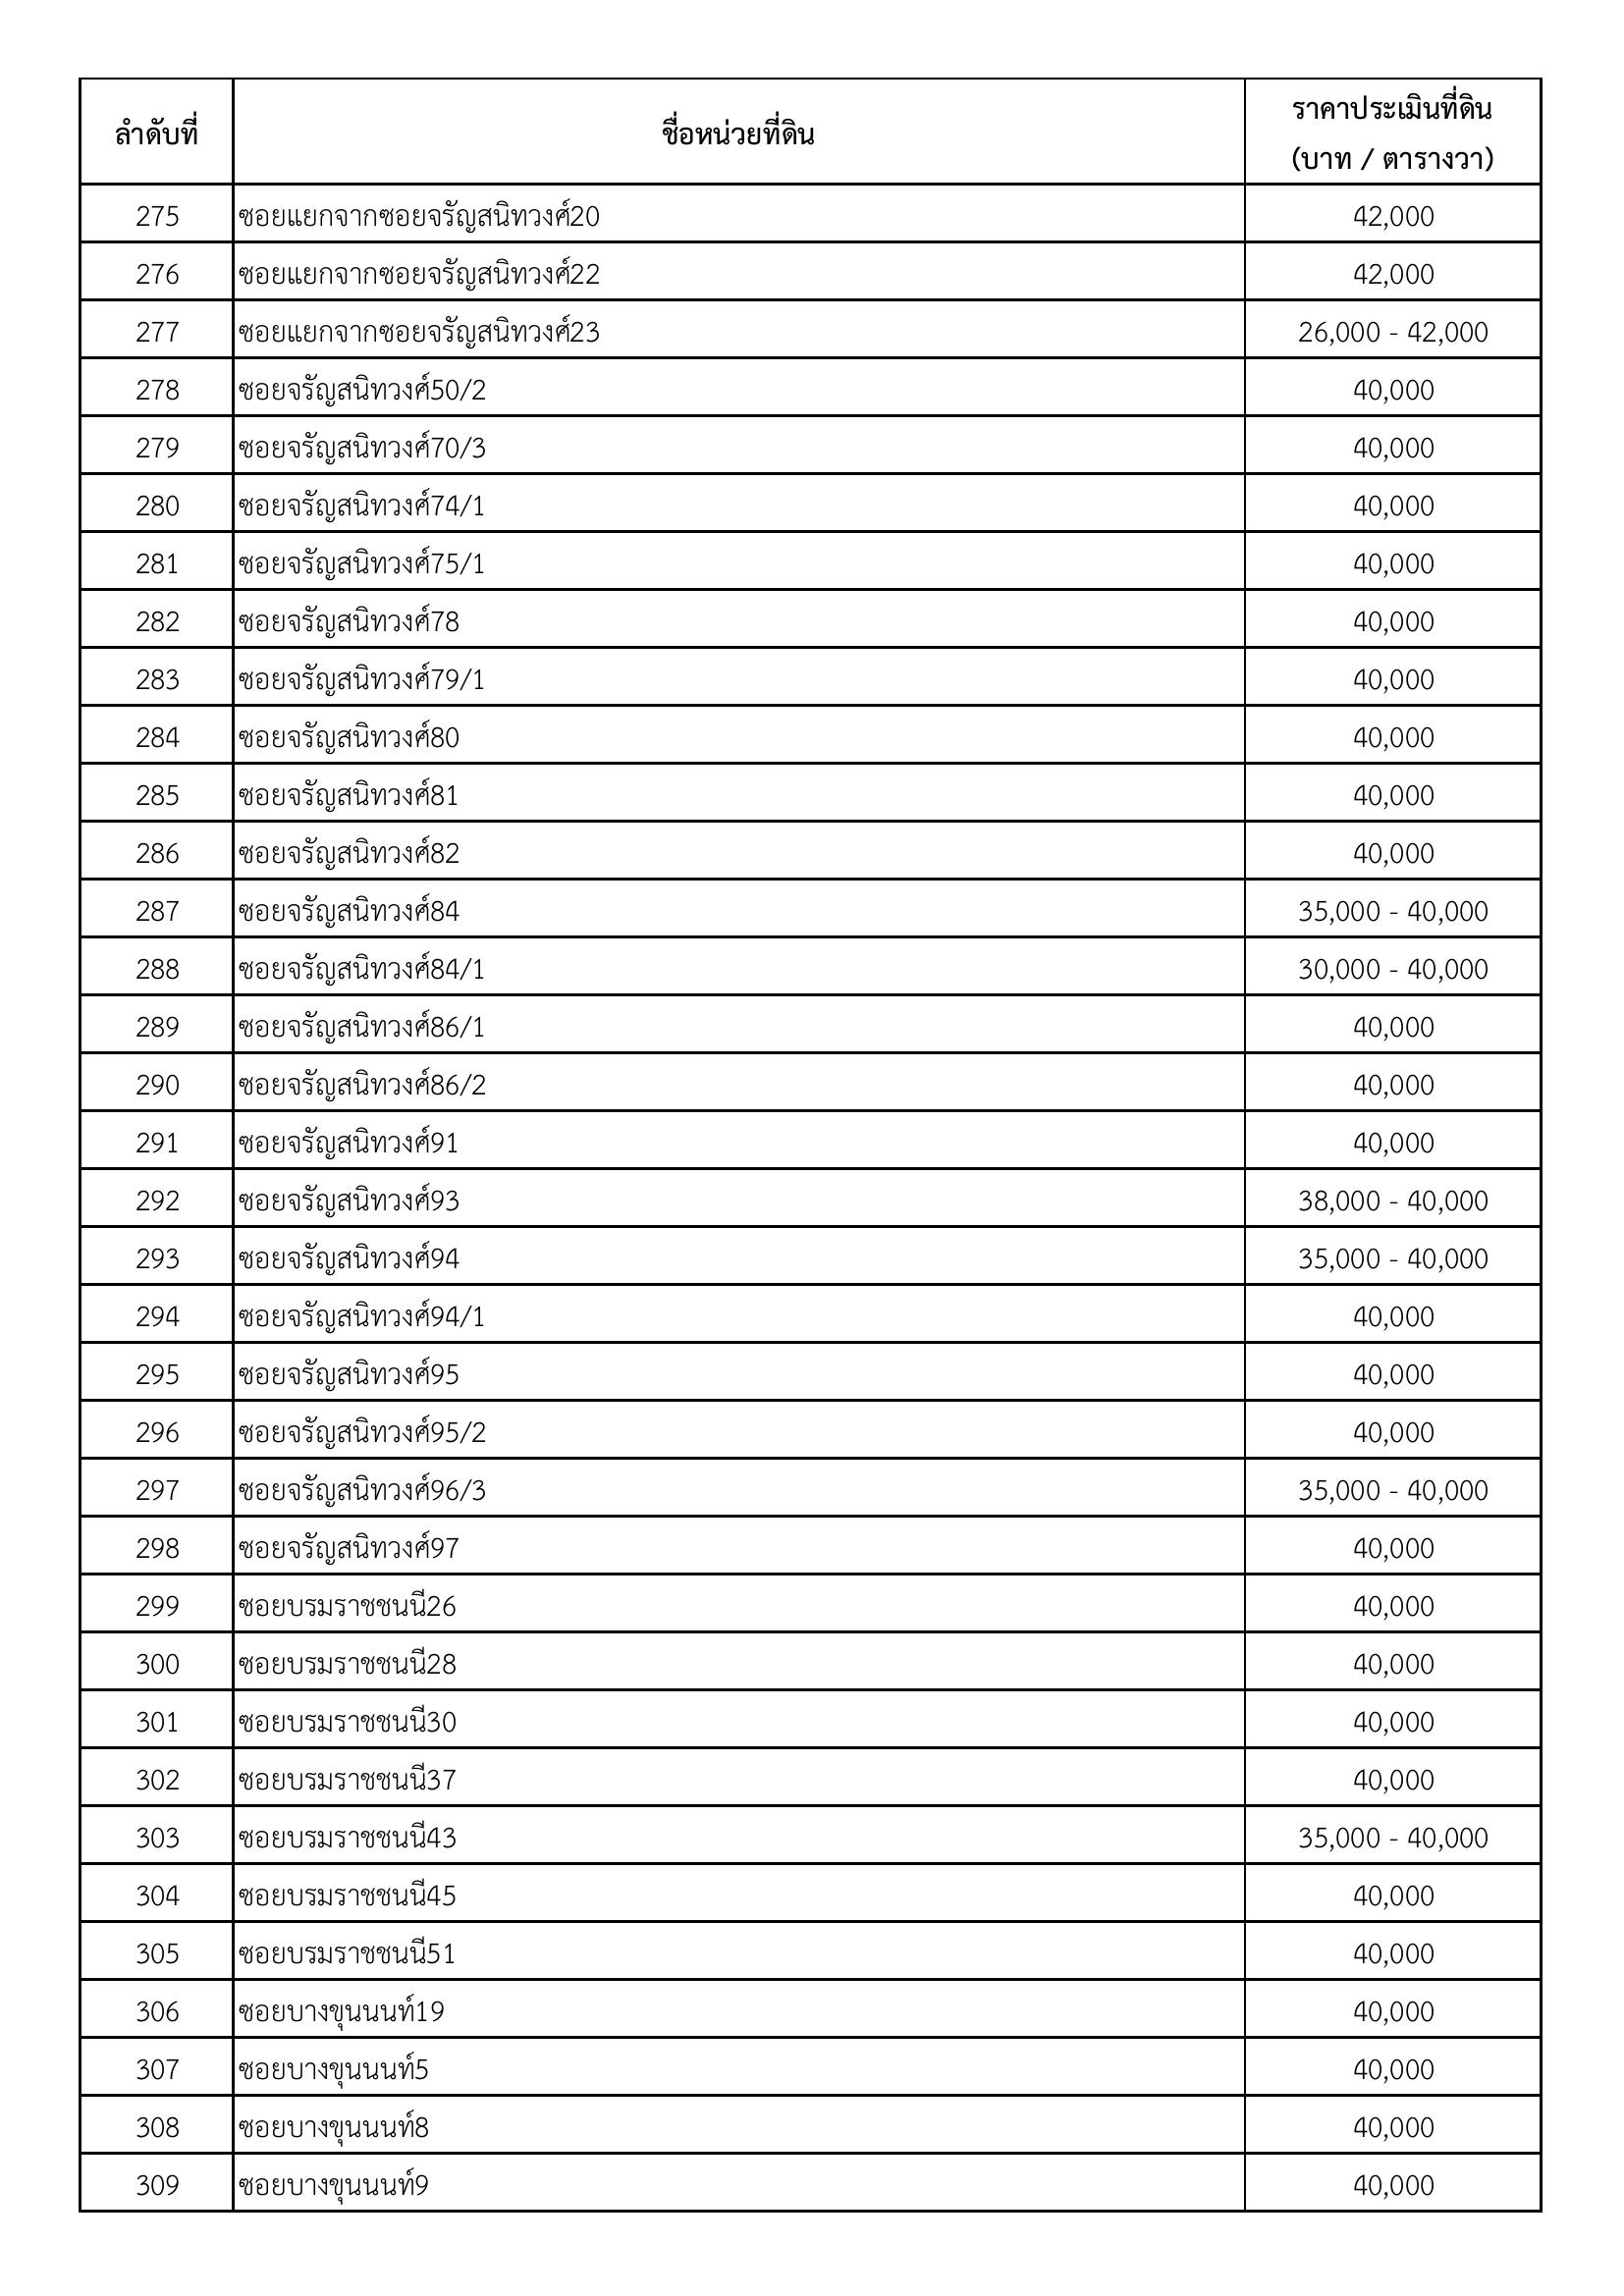 ลำดับที่ ชื่อหน่วยที่ดิน ราคาประเมินที่ดิน
(บาท / ตารางวา)
275 ซอยแยกจากซอยจรัญสนิทวงศ์20 42,000
276 ซอยแยกจากซอยจรัญสนิทวงศ์22 42,000
277 ซอยแยกจากซอยจรัญสนิทวงศ์23 26,000 - 42,000
278 ซอยจรัญสนิทวงศ์50/2 40,000
279 ซอยจรัญสนิทวงศ์70/3 40,000
280 ซอยจรัญสนิทวงศ์74/1 40,000
281 ซอยจรัญสนิทวงศ์75/1 40,000
282 ซอยจรัญสนิทวงศ์78 40,000
283 ซอยจรัญสนิทวงศ์79/1 40,000
284 ซอยจรัญสนิทวงศ์80 40,000
285 ซอยจรัญสนิทวงศ์81 40,000
286 ซอยจรัญสนิทวงศ์82 40,000
287 ซอยจรัญสนิทวงศ์84 35,000 - 40,000
288 ซอยจรัญสนิทวงศ์84/1 30,000 - 40,000
289 ซอยจรัญสนิทวงศ์86/1 40,000
290 ซอยจรัญสนิทวงศ์86/2 40,000
291 ซอยจรัญสนิทวงศ์91 40,000
292 ซอยจรัญสนิทวงศ์93 38,000 - 40,000
293 ซอยจรัญสนิทวงศ์94 35,000 - 40,000
294 ซอยจรัญสนิทวงศ์94/1 40,000
295 ซอยจรัญสนิทวงศ์95 40,000
296 ซอยจรัญสนิทวงศ์95/2 40,000
297 ซอยจรัญสนิทวงศ์96/3 35,000 - 40,000
298 ซอยจรัญสนิทวงศ์97 40,000
299 ซอยบรมราชชนนี26 40,000
300 ซอยบรมราชชนนี28 40,000
301 ซอยบรมราชชนนี30 40,000
302 ซอยบรมราชชนนี37 40,000
303 ซอยบรมราชชนนี43 35,000 - 40,000
304 ซอยบรมราชชนนี45 40,000
305 ซอยบรมราชชนนี51 40,000
306 ซอยบางขุนนนท์19 40,000
307 ซอยบางขุนนนท์5 40,000
308 ซอยบางขุนนนท์8 40,000
309 ซอยบางขุนนนท์9 40,000